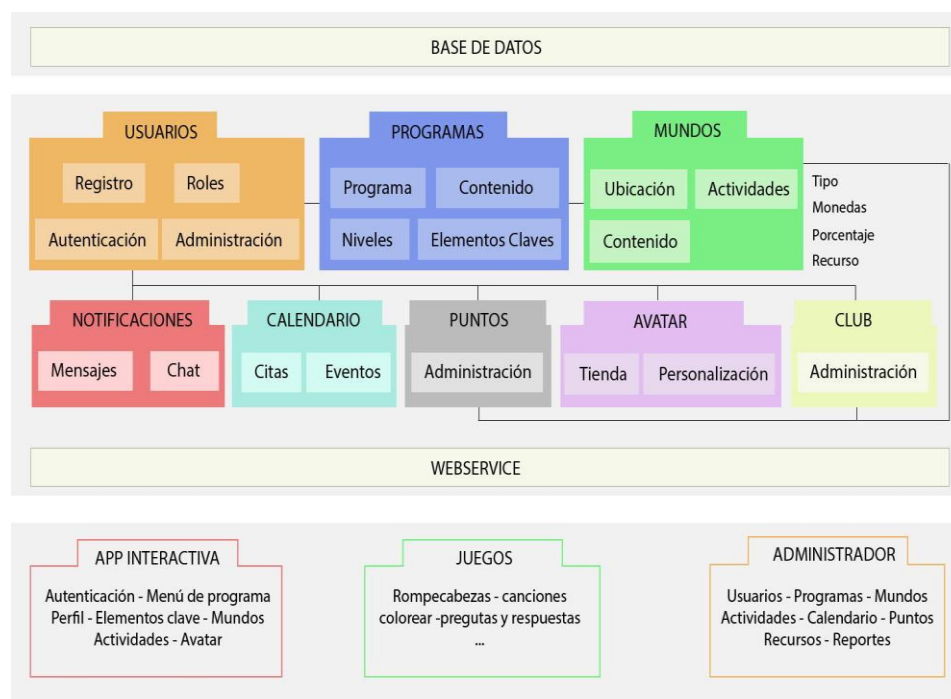 BASE DE DATOS
USUARIOS
Registro
Roles
Autenticación
Administración
PROGRAMAS
Programa
Contenido
Niveles
Elementos Claves
MUNDOS
Ubicación
Actividades
Contenido
Tipo
Monedas
Porcentaje
Recurso
NOTIFICACIONES
Mensajes
Chat
CALENDARIO
Citas
Eventos
PUNTOS
Administración
AVATAR
Tienda
Personalización
CLUB
Administración
WEBSERVICE
APP INTERACTIVA
Autenticación - Menú de programa
Perfil - Elementos clave - Mundos
Actividades - Avatar
JUEGOS
Rompecabezas - canciones
colorear -pregutas y respuestas
...
ADMINISTRADOR
Usuarios - Programas - Mundos
Actividades - Calendario - Puntos
Recursos - Reportes